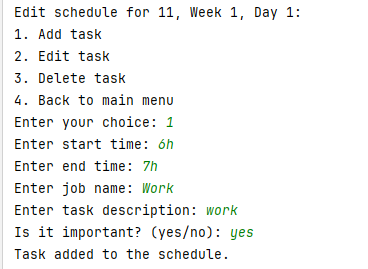 Edit schedule for 11, Week 1, Day 1:
1. Add task
2. Edit task
3. Delete task
4. Back to main menu
Enter your choice: 1
Enter start time: 6h
Enter end time: 7h
Enter job name: Work
Enter task description: work
Is it important? (yes/no): yes
Task added to the schedule.